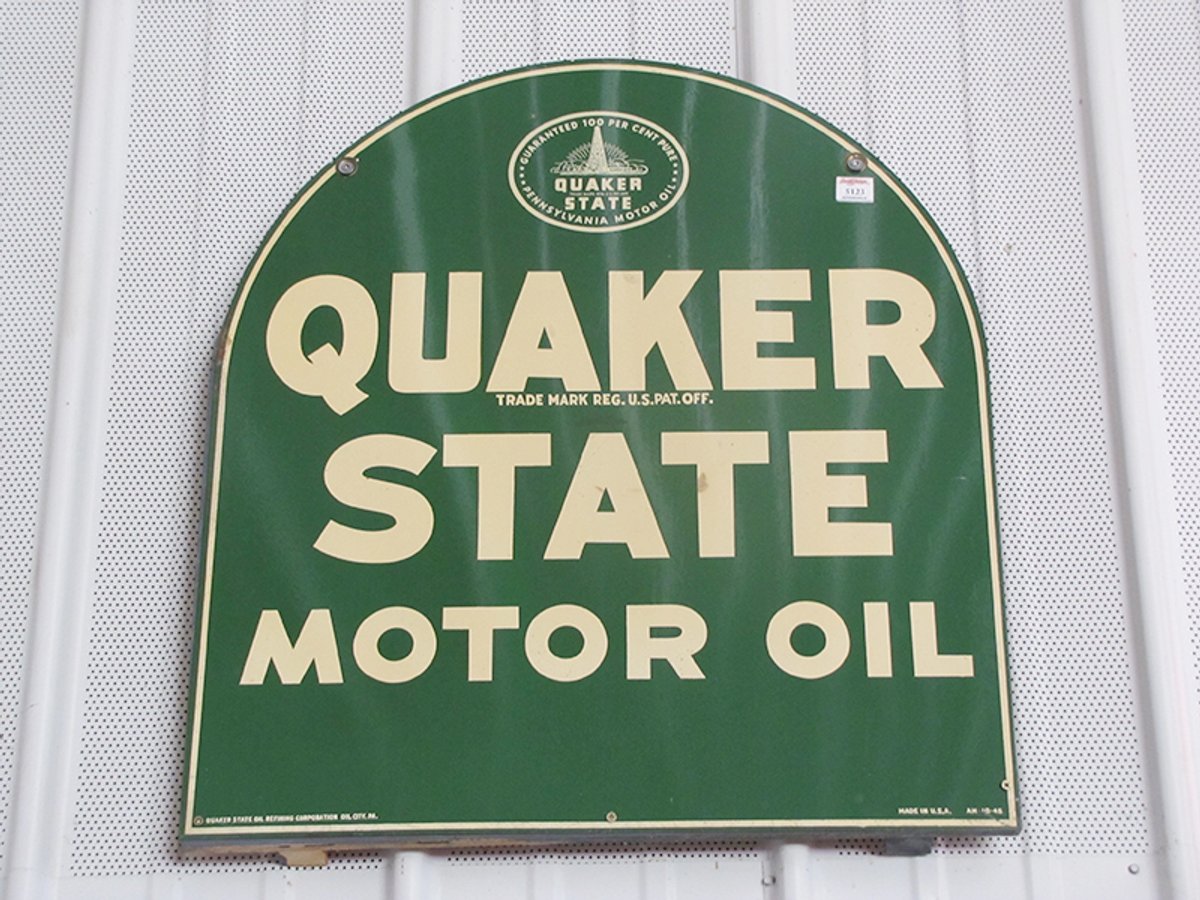 GUARANTEED 100 PER CENT PURE
QUAKER
STATE
PENNSYLVANIA MOTOR OIL
5123
QUAKER
TRADE MARK REG. U.S. PAT. OFF.
STATE
MOTOR OIL
QUAKER STATE OIL REFINING CORPORATION OIL CITY, PA.
MADE IN U.S.A.